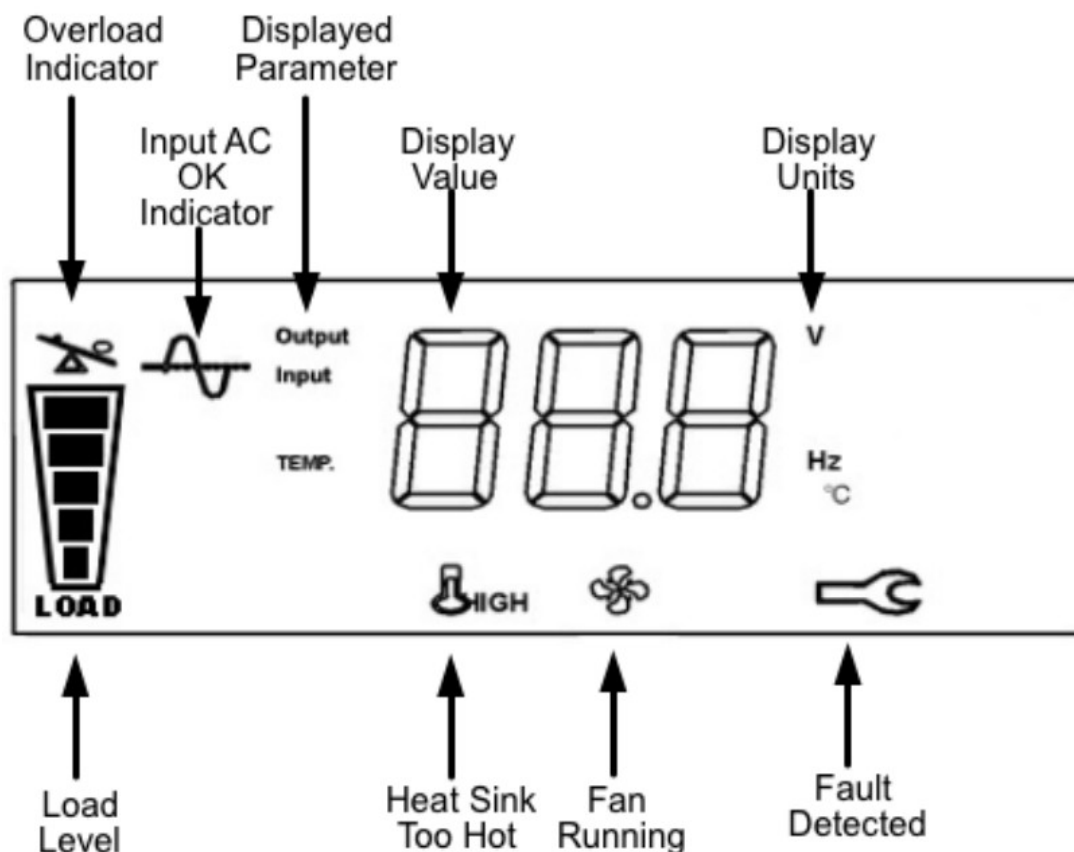 Overload
Indicator
Displayed
Parameter
Input AC
OK
Indicator
Display
Value
Display
Units
Output
Input
TEMP.
V
Hz
°C
LOAD
HIGH
Load
Level
Heat Sink
Too Hot
Fan
Running
Fault
Detected